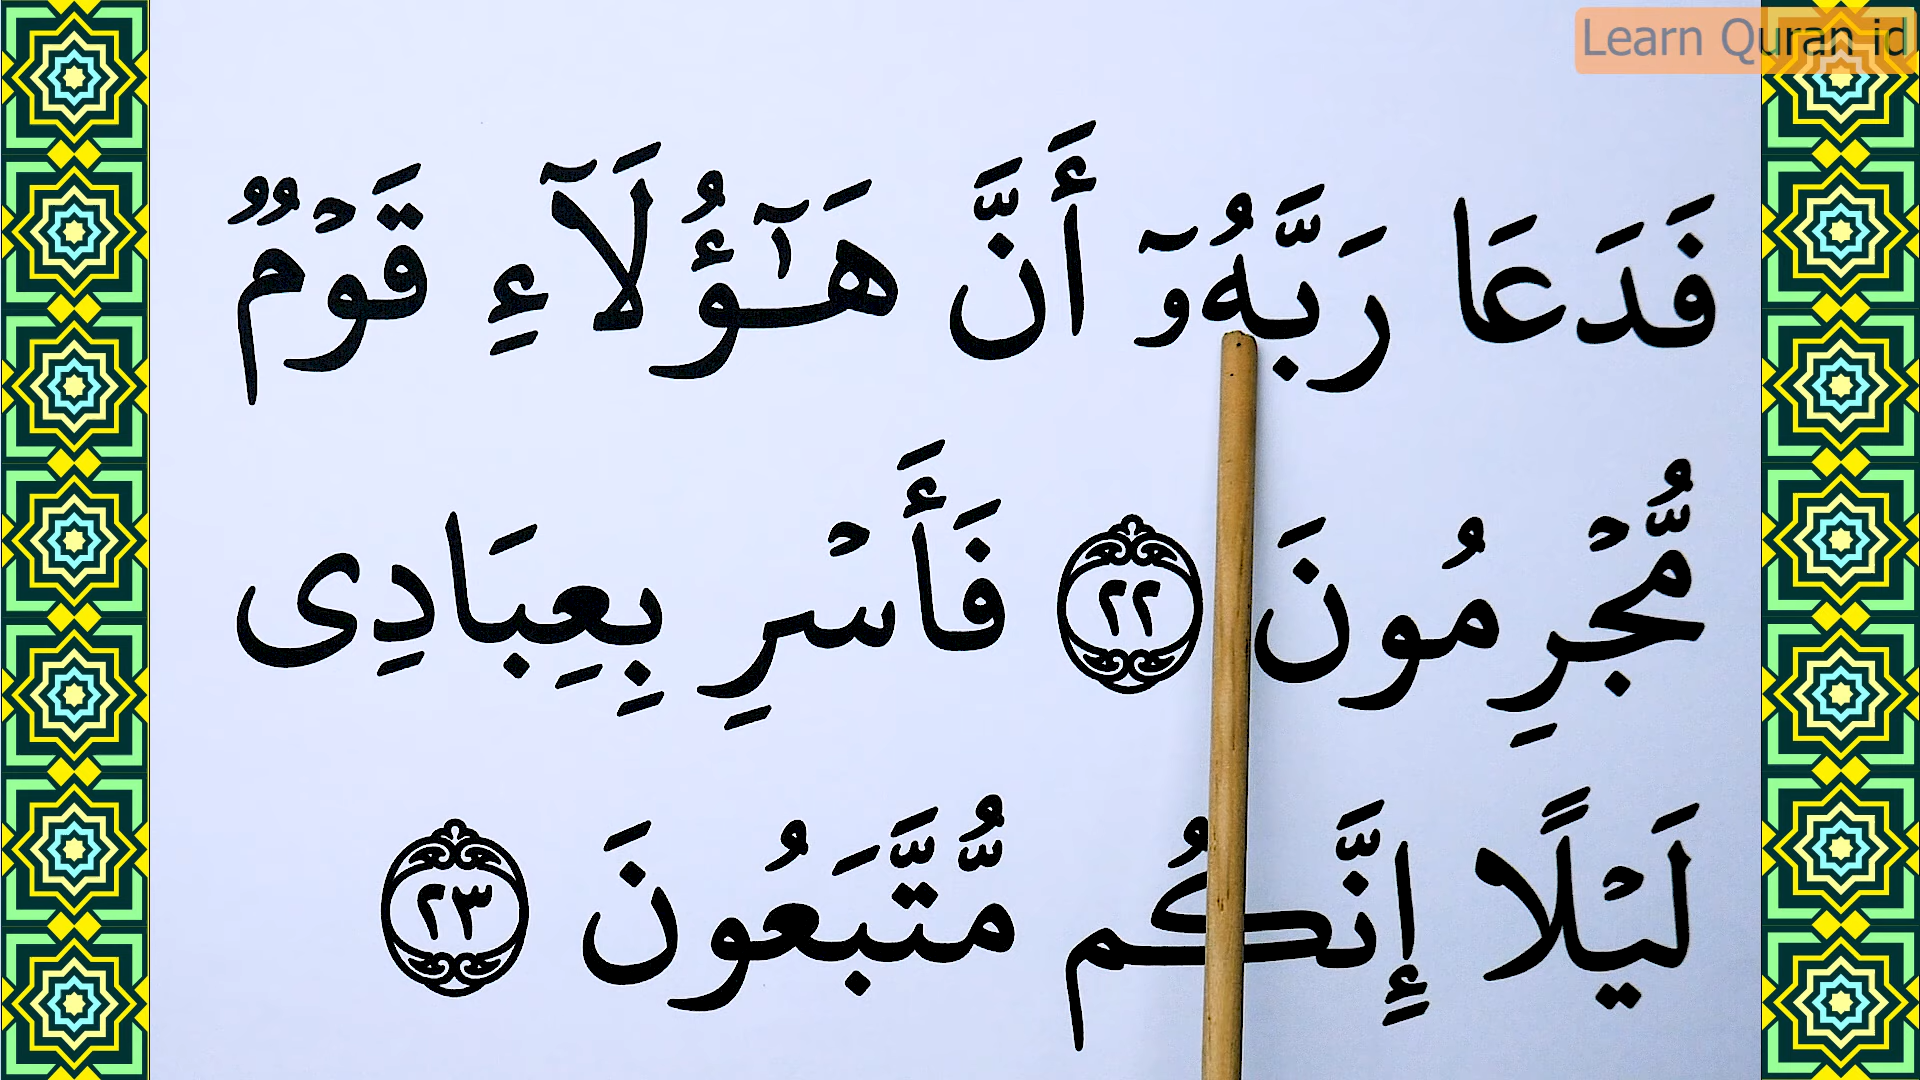 Learn Quran id
فَدَعَا رَبَّهُۥٓ أَنَّ هَـٰٓؤُلَآءِ قَوۡمٌ
مُّجۡرِمُونَ ٢٢ فَأَسۡرِ بِعِبَادِى
لَيۡلًا إِنَّكُم مُّتَّبَعُونَ ٢٣